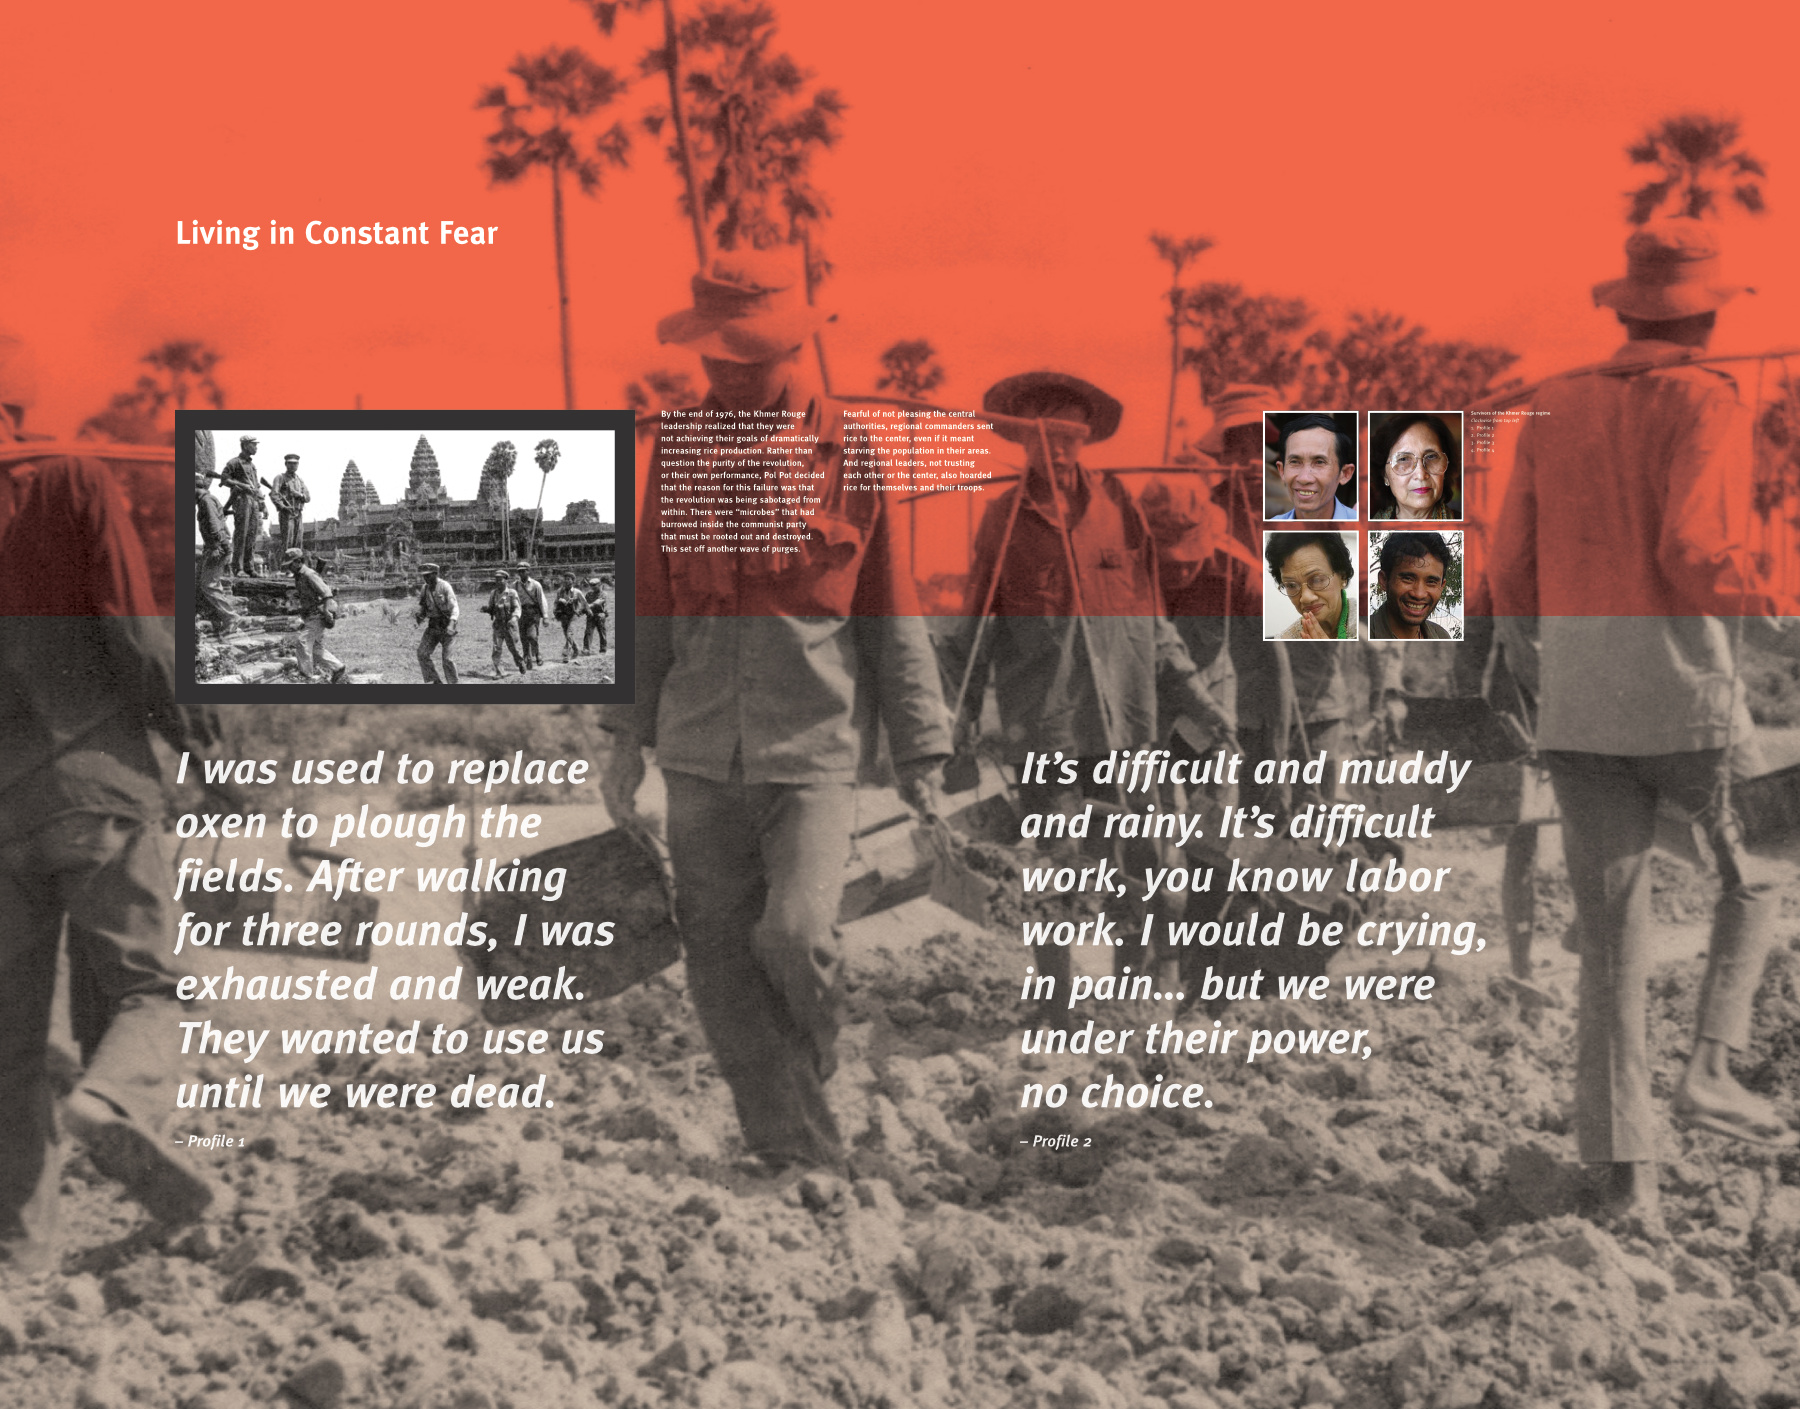 Living in Constant Fear
By the end of 1976, the Khmer Rouge
leadership realized that they were
not achieving their goals of dramatically
increasing rice production. Rather than
question the purity of the revolution,
or their own performance, Pol Pot decided
that the reason for this failure was that
the revolution was being sabotaged from
within. There were “microbes” that had
burrowed inside the communist party
that must be rooted out and destroyed.
This set off another wave of purges.
Fearful of not pleasing the central
authorities, regional commanders sent
rice to the center, even if it meant
starving the population in their areas.
And regional leaders, not trusting
each other or the center, also hoarded
rice for themselves and their troops.
Survivors of the Khmer Rouge regime
Clockwise from top left
1. Profile 1
2. Profile 2
3. Profile 3
4. Profile 4
I was used to replace
oxen to plough the
fields. After walking
for three rounds, I was
exhausted and weak.
They wanted to use us
until we were dead.
– Profile 1
It’s difficult and muddy
and rainy. It’s difficult
work, you know labor
work. I would be crying,
in pain... but we were
under their power,
no choice.
– Profile 2